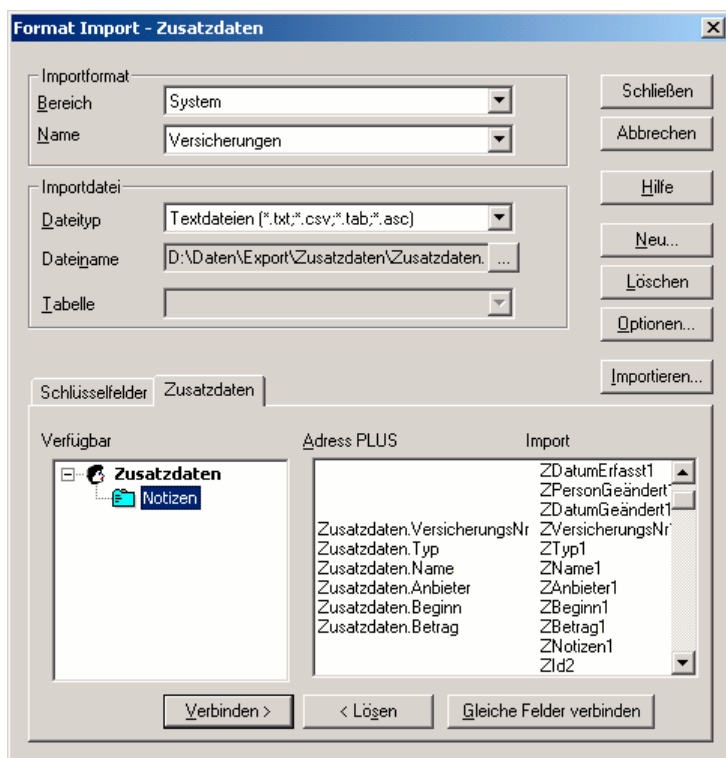 Format Import - Zusatzdaten
Importformat
Bereich System
Name Versicherungen
Schließen
Abbrechen
Hilfe
Neu...
Löschen
Optionen...
Importieren...
Importdatei
Dateityp Textdateien (*.txt;*.csv;*.tab;*.asc)
Dateiname D:\Daten\Export\Zusatzdaten\Zusatzdaten. ...
Tabelle
Schlüsselfelder Zusatzdaten
Verfügbar Adress PLUS Import
Zusatzdaten
Notizen
ZDatumErfasst1
ZPersonGeändert1
ZDatumGeändert1
Zusatzdaten.VersicherungsNr ZVersicherungsNr1
Zusatzdaten.Typ ZTyp1
Zusatzdaten.Name ZName1
Zusatzdaten.Anbieter ZAnbieter1
Zusatzdaten.Beginn ZBeginn1
Zusatzdaten.Betrag ZBetrag1
ZNotizen1
ZId2
Verbinden > < Lösen Gleiche Felder verbinden